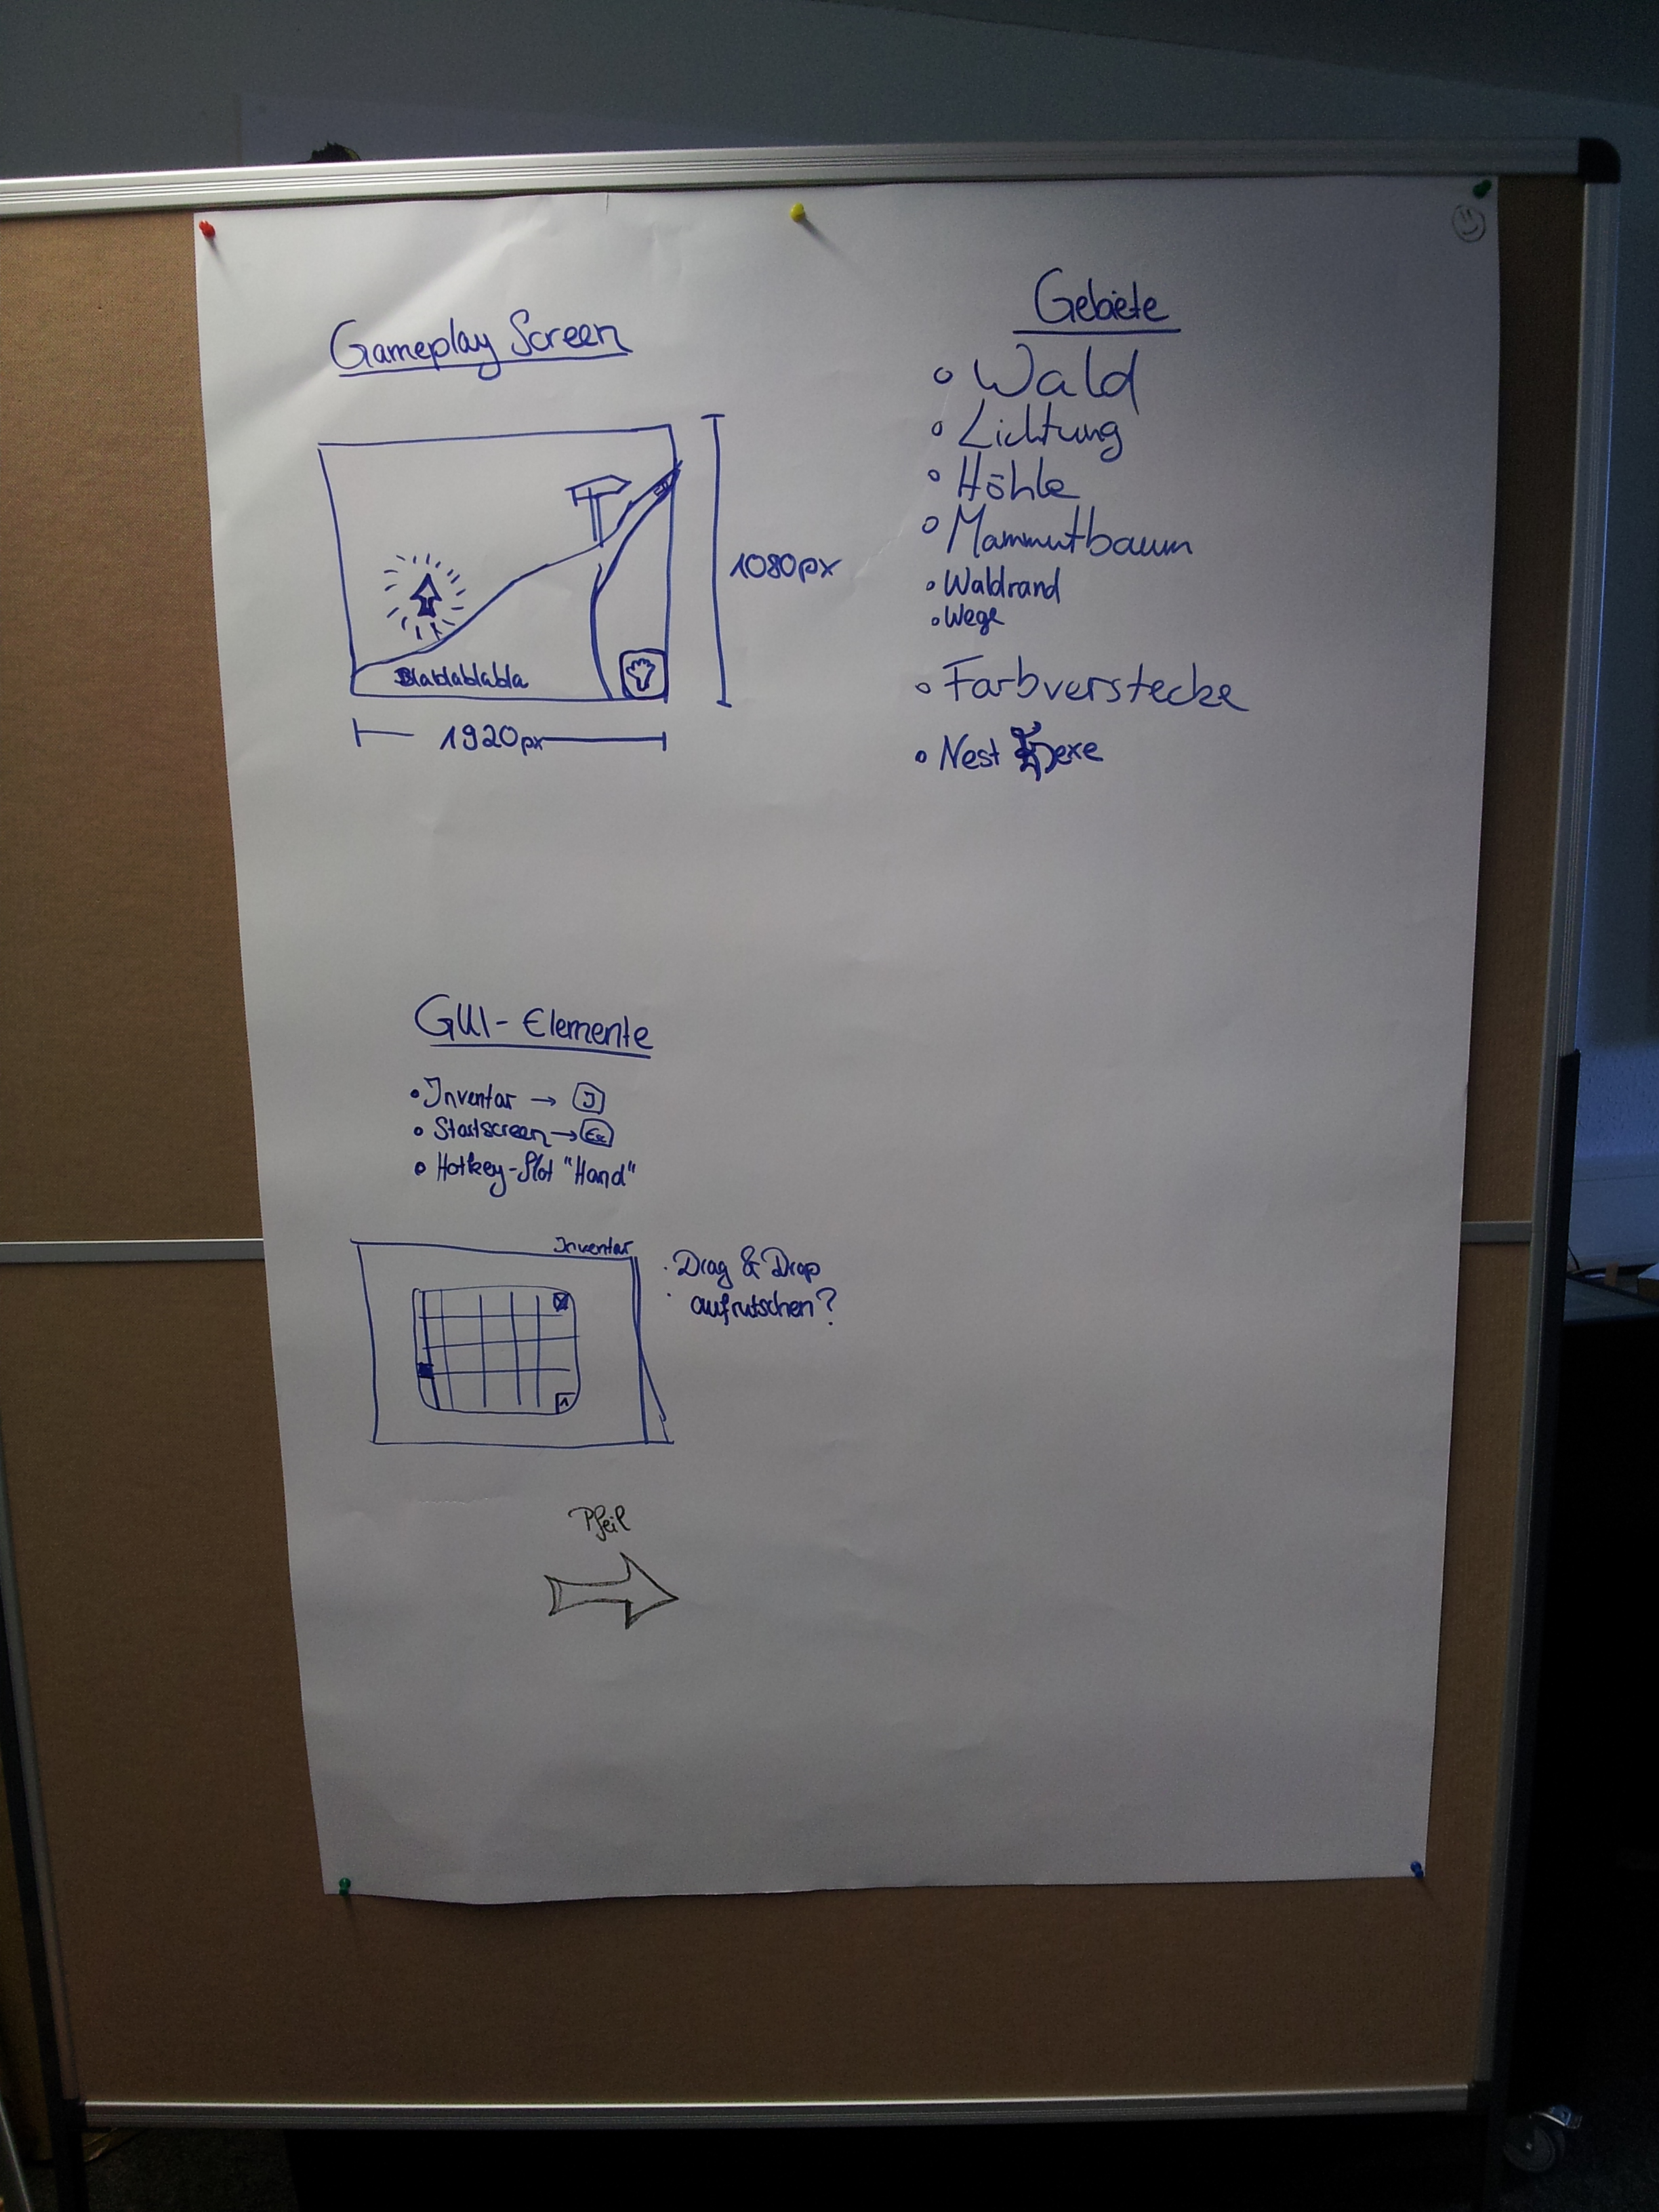 Gameplay Screen
1080px
Blablablabla
1920px
Gebiete
Wald
Lichtung
Höhle
Mammutbaum
Waldrand
Wege
Farbverstecke
Nest Hexe
GUI-Elemente
Inventar → I
Startscreen → Esc
Hotkey-Slot "Hand"
Inventar
X
1
Drag & Drop
aufrutschen?
Pfeil